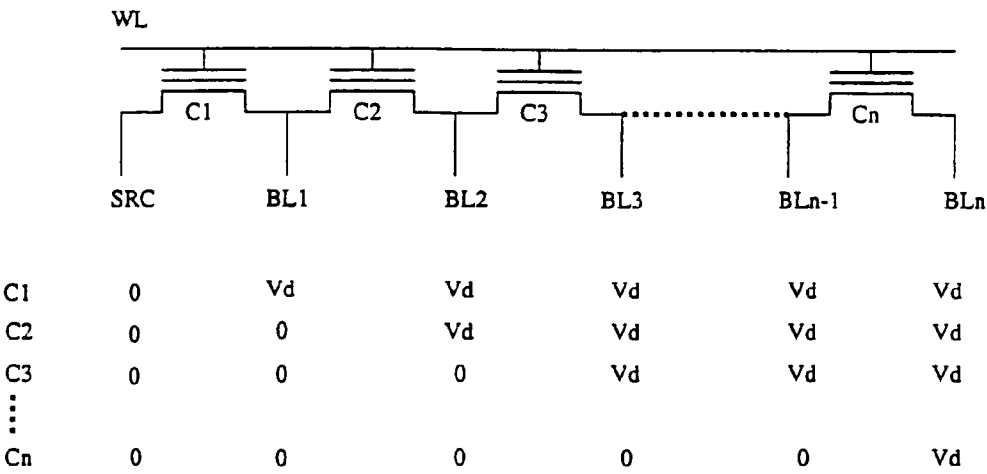 WL
C1 C2 C3 Cn
SRC BL1 BL2 BL3 BLn-1 BLn
C1 0 Vd Vd Vd Vd Vd
C2 0 0 Vd Vd Vd Vd
C3 0 0 0 Vd Vd Vd
Cn 0 0 0 0 0 Vd